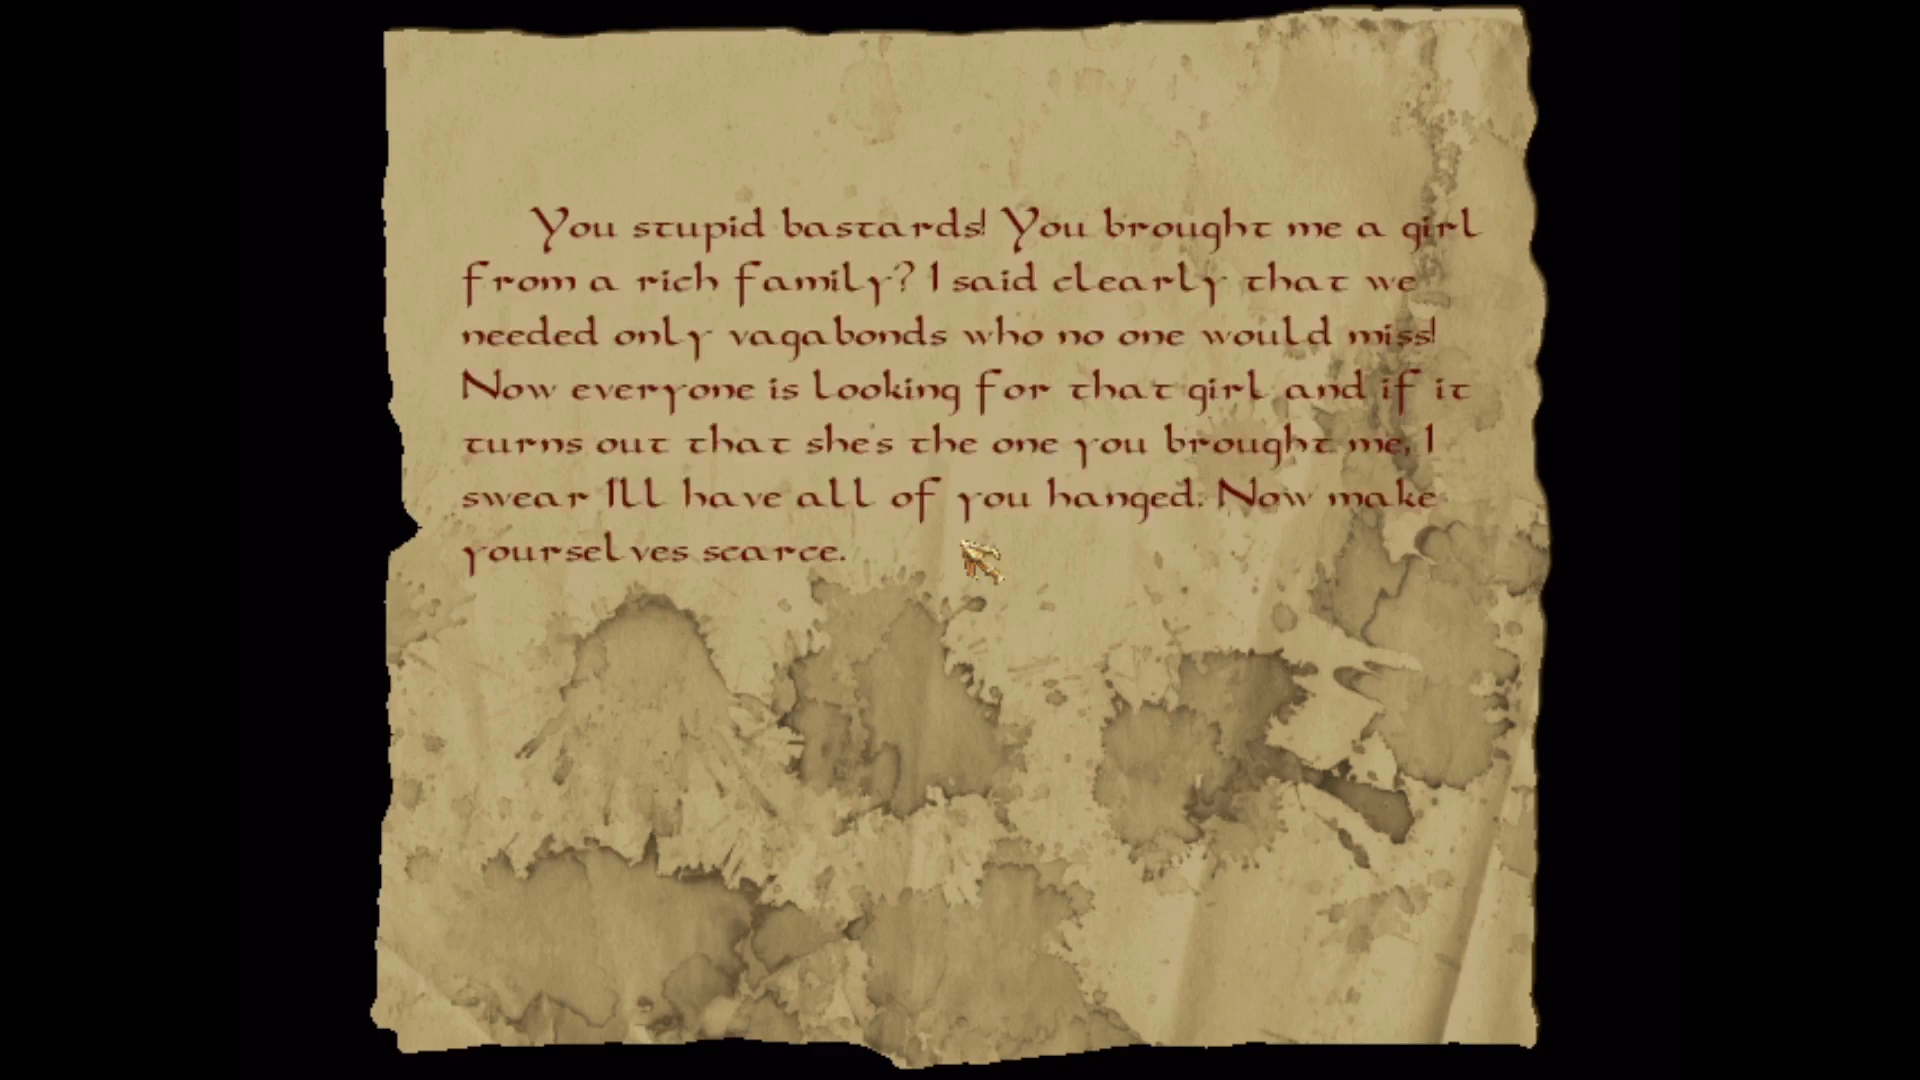 You stupid bastards! You brought me a girl
from a rich family? I said clearly that we
needed only vagabonds who no one would miss!
Now everyone is looking for that girl and if it
turns out that she's the one you brought me, I
swear I'll have all of you hanged. Now make
yourselves scarce.